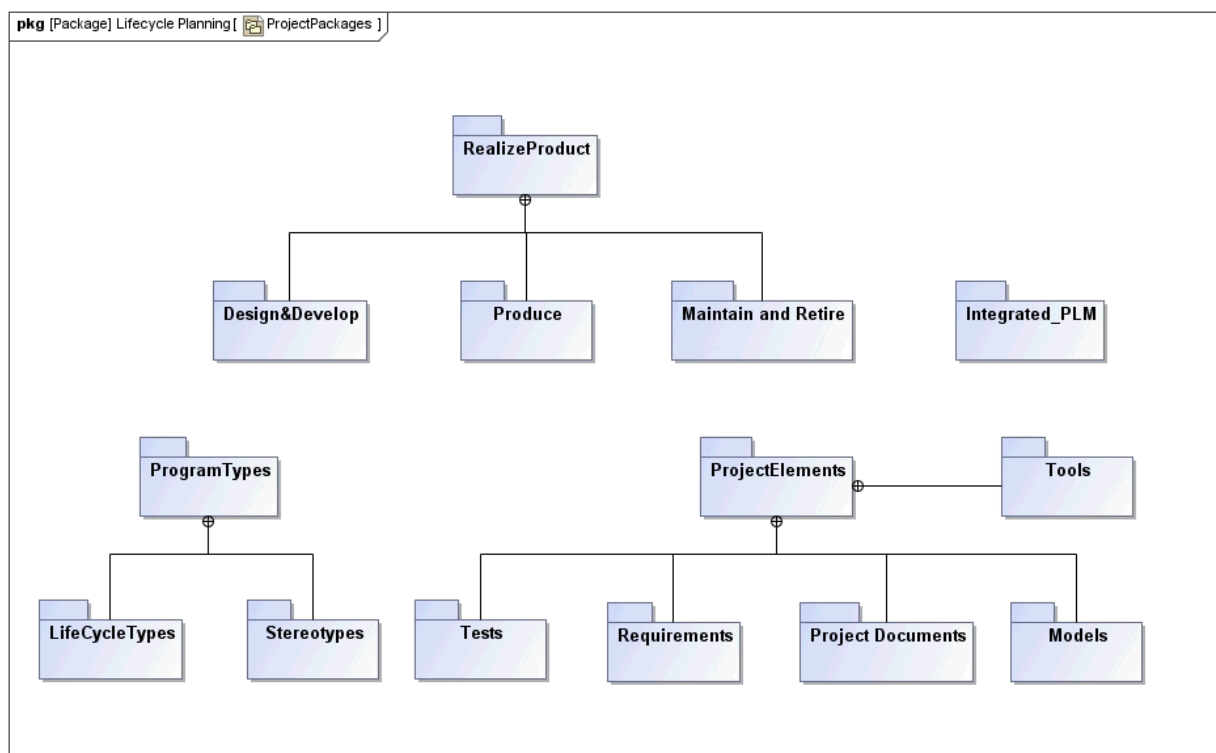 pkg [Package] Lifecycle Planning [ ProjectPackages ]
RealizeProduct
Design&Develop
Produce
Maintain and Retire
Integrated_PLM
ProgramTypes
ProjectElements
Tools
LifeCycleTypes
Stereotypes
Tests
Requirements
Project Documents
Models